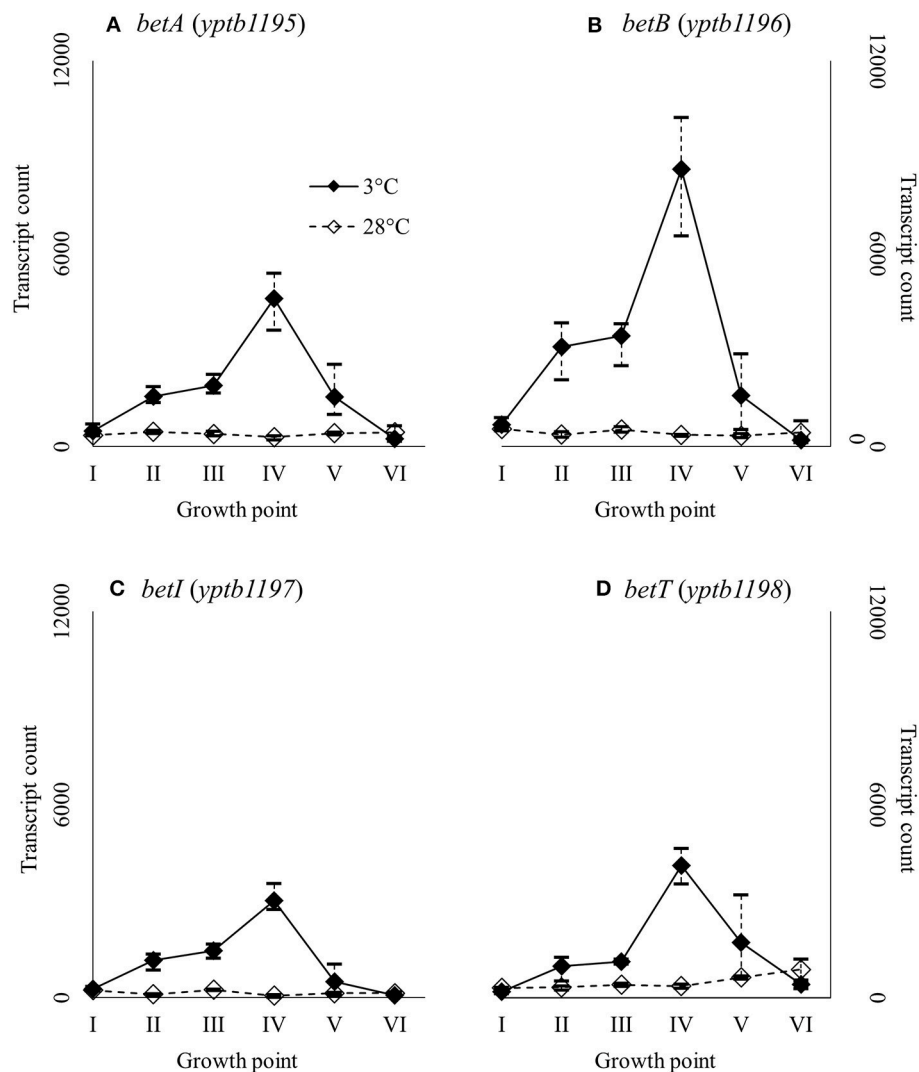 A betA (yptb1195)
12000
6000
0
Transcript count
3°C
28°C
I II III IV V VI
Growth point
B betB (yptb1196)
12000
6000
0
0
Transcript count
I II III IV V VI
Growth point
C betI (yptb1197)
12000
6000
0
Transcript count
I II III IV V VI
Growth point
D betT (yptb1198)
12000
6000
0
Transcript count
I II III IV V VI
Growth point